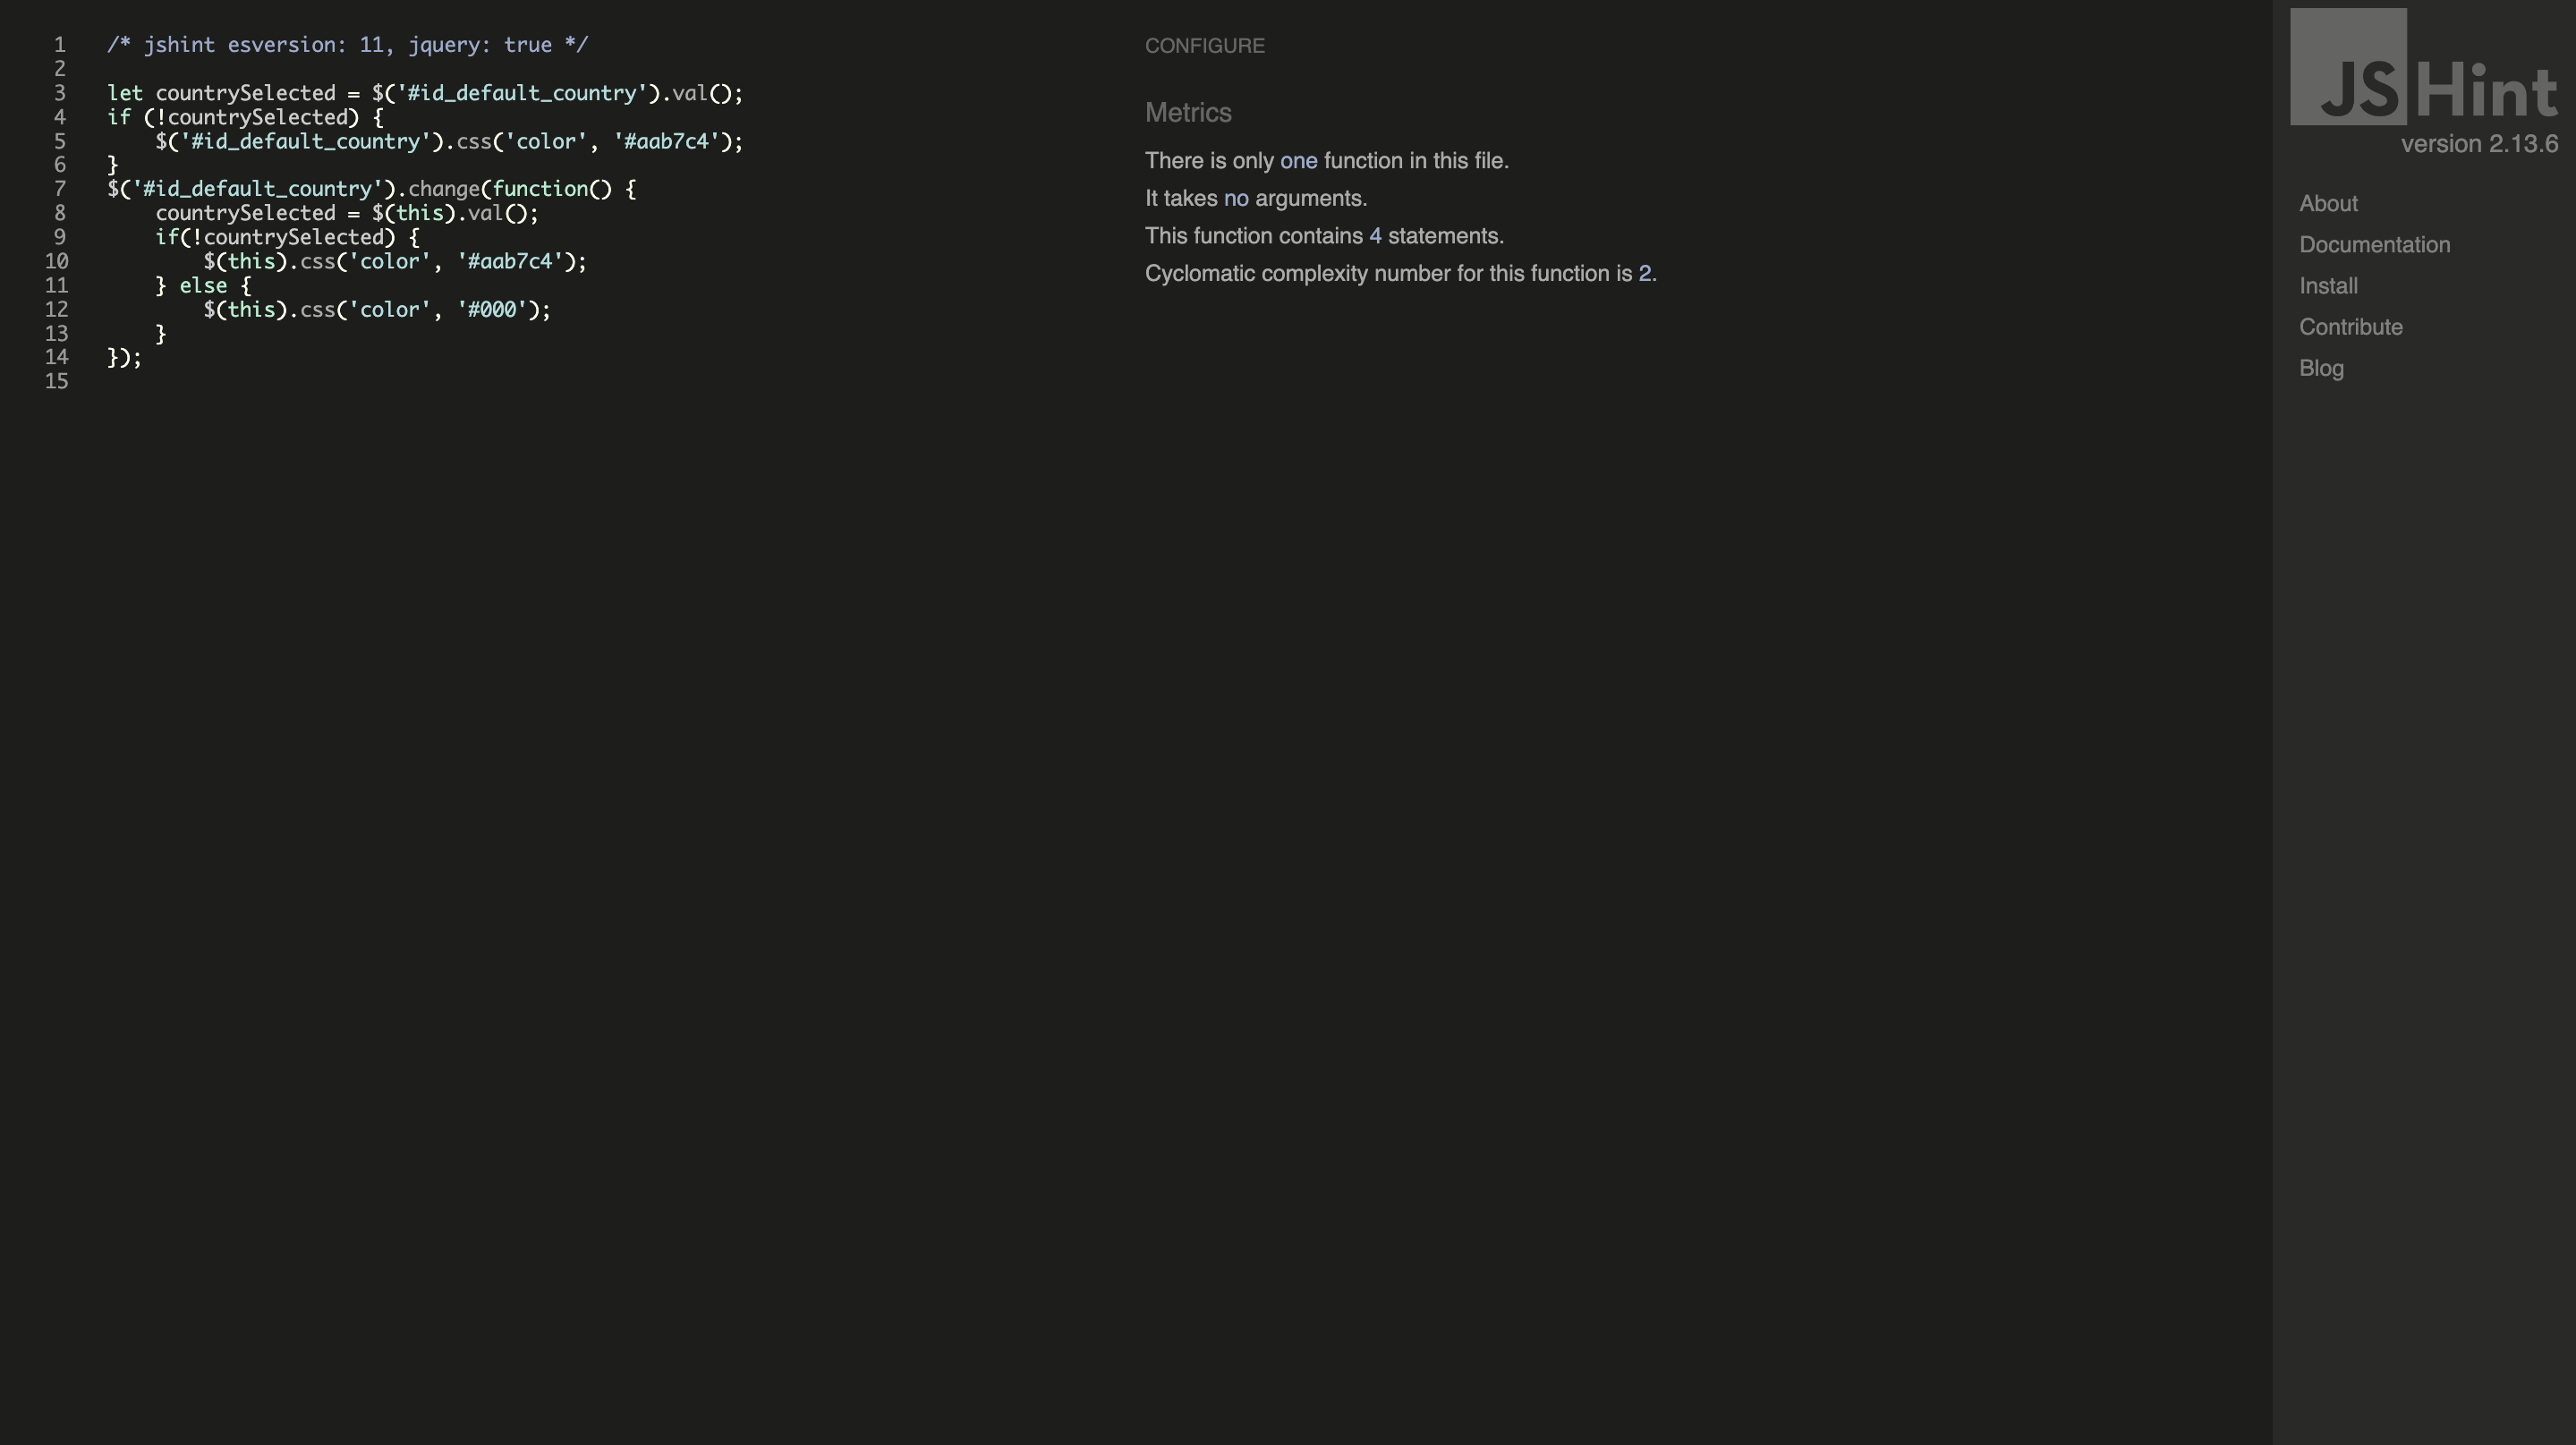 1 /* jshint esversion: 11, jquery: true */
2
3 let countrySelected = $('#id_default_country').val();
4 if (!countrySelected) {
5     $('#id_default_country').css('color', '#aab7c4');
6 }
7 $('#id_default_country').change(function() {
8     countrySelected = $(this).val();
9     if(!countrySelected) {
10         $(this).css('color', '#aab7c4');
11     } else {
12         $(this).css('color', '#000');
13     }
14 });
15
CONFIGURE
Metrics
There is only one function in this file.
It takes no arguments.
This function contains 4 statements.
Cyclomatic complexity number for this function is 2.
JSHint
version 2.13.6
About
Documentation
Install
Contribute
Blog